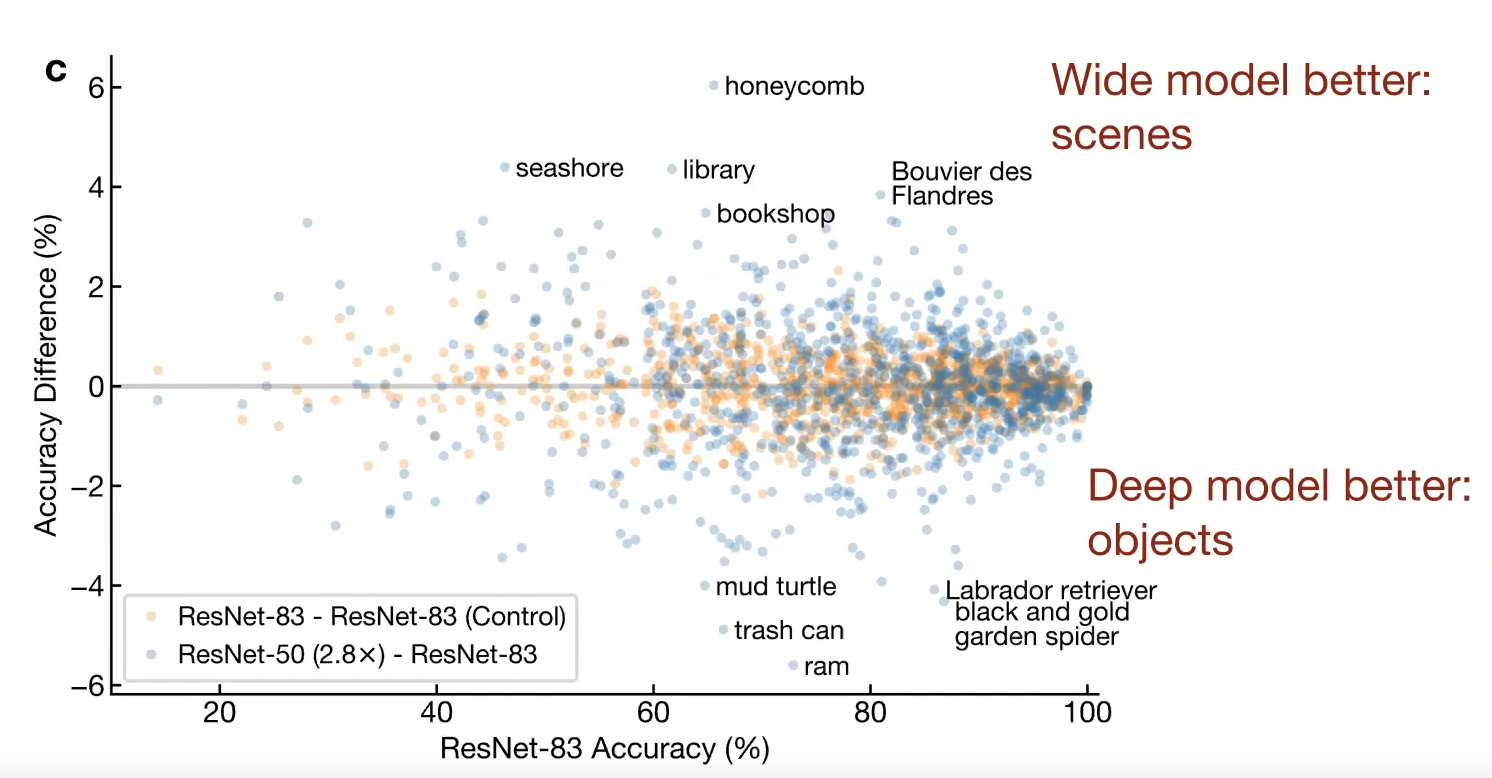 c
Wide model better:
scenes
6
4
2
0
−2
−4
−6
Accuracy Difference (%)
honeycomb
seashore
library
Bouvier des
Flandres
bookshop
Deep model better:
objects
mud turtle
Labrador retriever
black and gold
garden spider
trash can
ram
ResNet-83 - ResNet-83 (Control)
ResNet-50 (2.8×) - ResNet-83
20 40 60 80 100
ResNet-83 Accuracy (%)